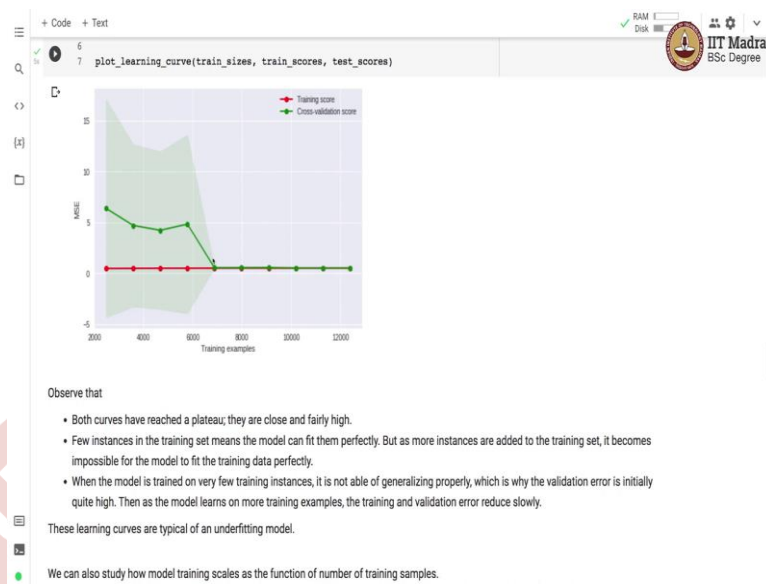 + Code + Text
RAM
Disk
IIT Madra
BSc Degree
6
7 plot_learning_curve(train_sizes, train_scores, test_scores)
Training score
Cross-validation score
15
10
5
0
−5
MSE
2000 4000 6000 8000 10000 12000
Training examples
Observe that
• Both curves have reached a plateau; they are close and fairly high.
• Few instances in the training set means the model can fit them perfectly. But as more instances are added to the training set, it becomes
impossible for the model to fit the training data perfectly.
• When the model is trained on very few training instances, it is not able of generalizing properly, which is why the validation error is initially
quite high. Then as the model learns on more training examples, the training and validation error reduce slowly.
These learning curves are typical of an underfitting model.
We can also study how model training scales as the function of number of training samples.